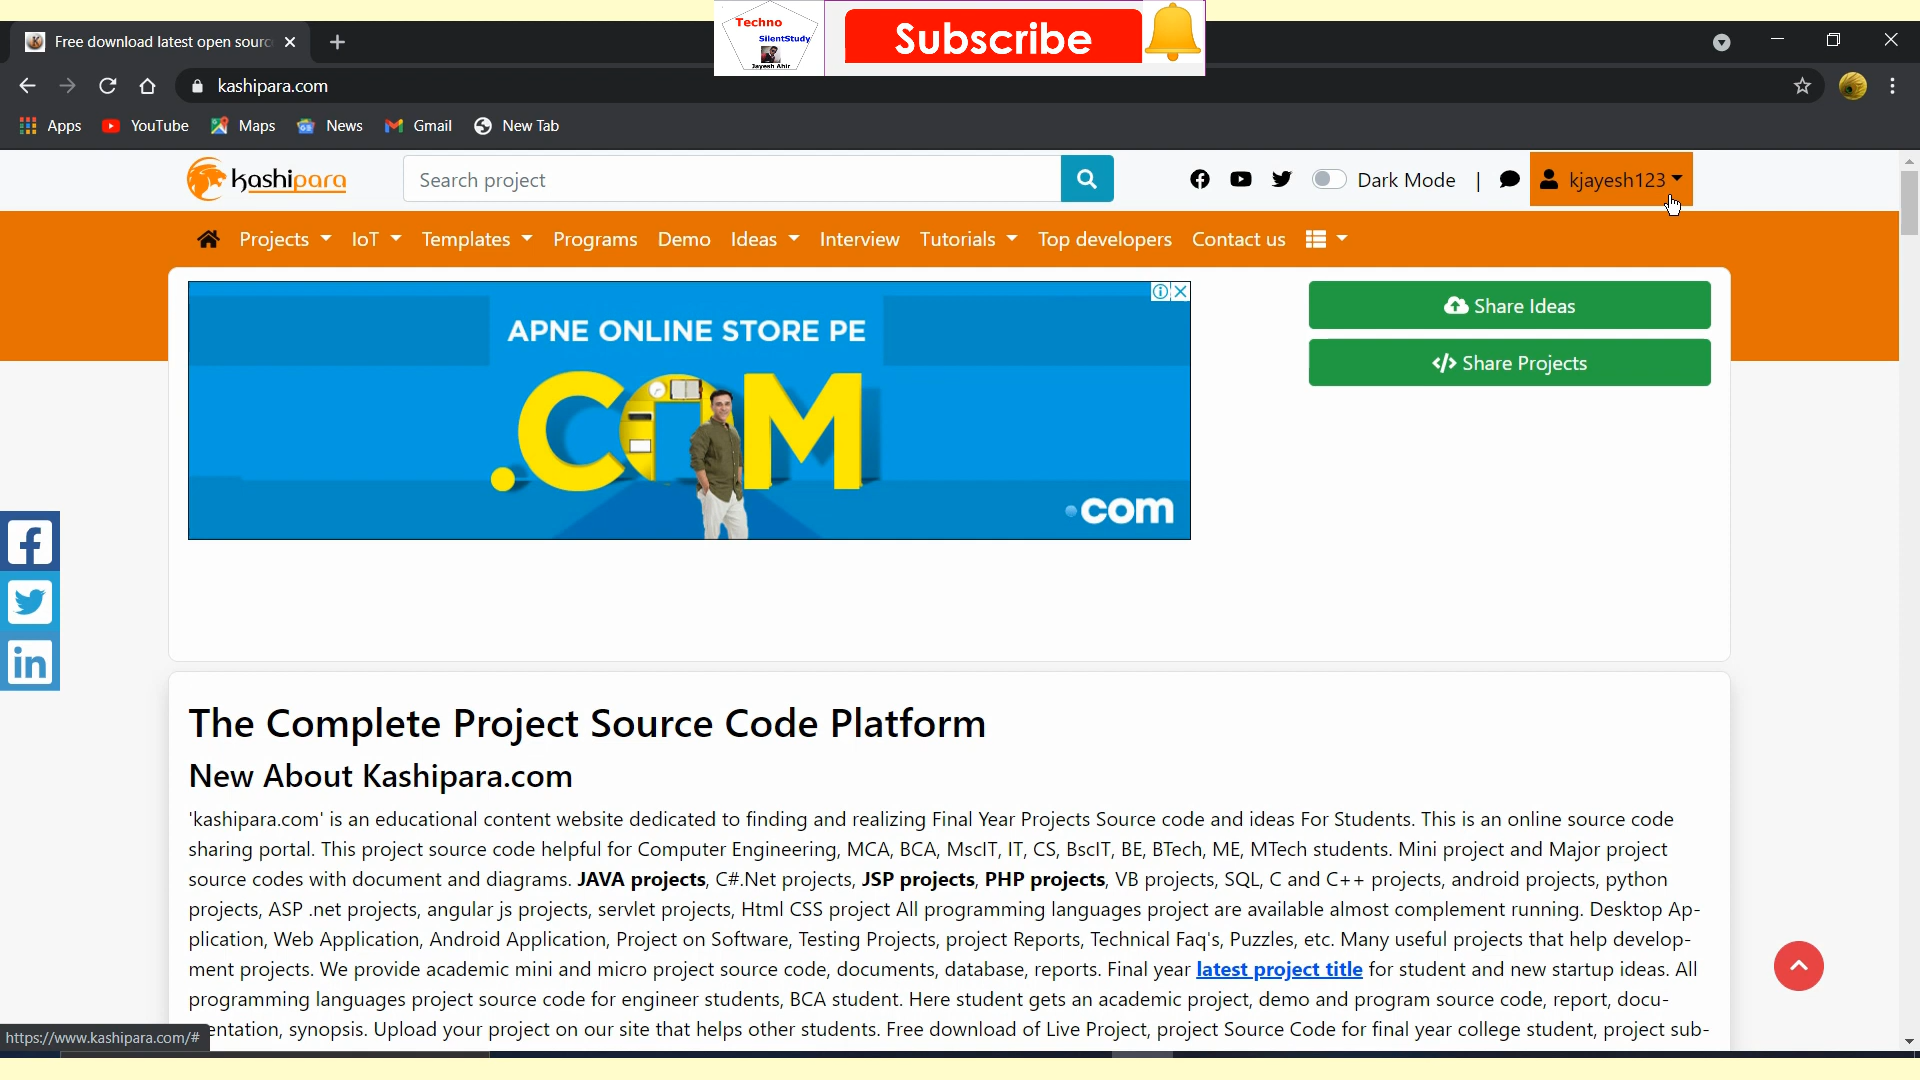 Techno
SilentStudy
Jayesh Ahir
Subscribe
Free download latest open sourc
kashipara.com
Apps
YouTube
Maps
News
Gmail
New Tab
kashipara
Search project
Dark Mode
|
kjayesh123
Projects
IoT
Templates
Programs
Demo
Ideas
Interview
Tutorials
Top developers
Contact us
APNE ONLINE STORE PE
.COM
.com
Share Ideas
</> Share Projects
The Complete Project Source Code Platform
New About Kashipara.com
'kashipara.com' is an educational content website dedicated to finding and realizing Final Year Projects Source code and ideas For Students. This is an online source code
sharing portal. This project source code helpful for Computer Engineering, MCA, BCA, MscIT, IT, CS, BscIT, BE, BTech, ME, MTech students. Mini project and Major project
source codes with document and diagrams. JAVA projects, C#.Net projects, JSP projects, PHP projects, VB projects, SQL, C and C++ projects, android projects, python
projects, ASP .net projects, angular js projects, servlet projects, Html CSS project All programming languages project are available almost complement running. Desktop Ap-
plication, Web Application, Android Application, Project on Software, Testing Projects, project Reports, Technical Faq's, Puzzles, etc. Many useful projects that help develop-
ment projects. We provide academic mini and micro project source code, documents, database, reports. Final year latest project title for student and new startup ideas. All
programming languages project source code for engineer students, BCA student. Here student gets an academic project, demo and program source code, report, docu-
entation, synopsis. Upload your project on our site that helps other students. Free download of Live Project, project Source Code for final year college student, project sub-
https://www.kashipara.com/#